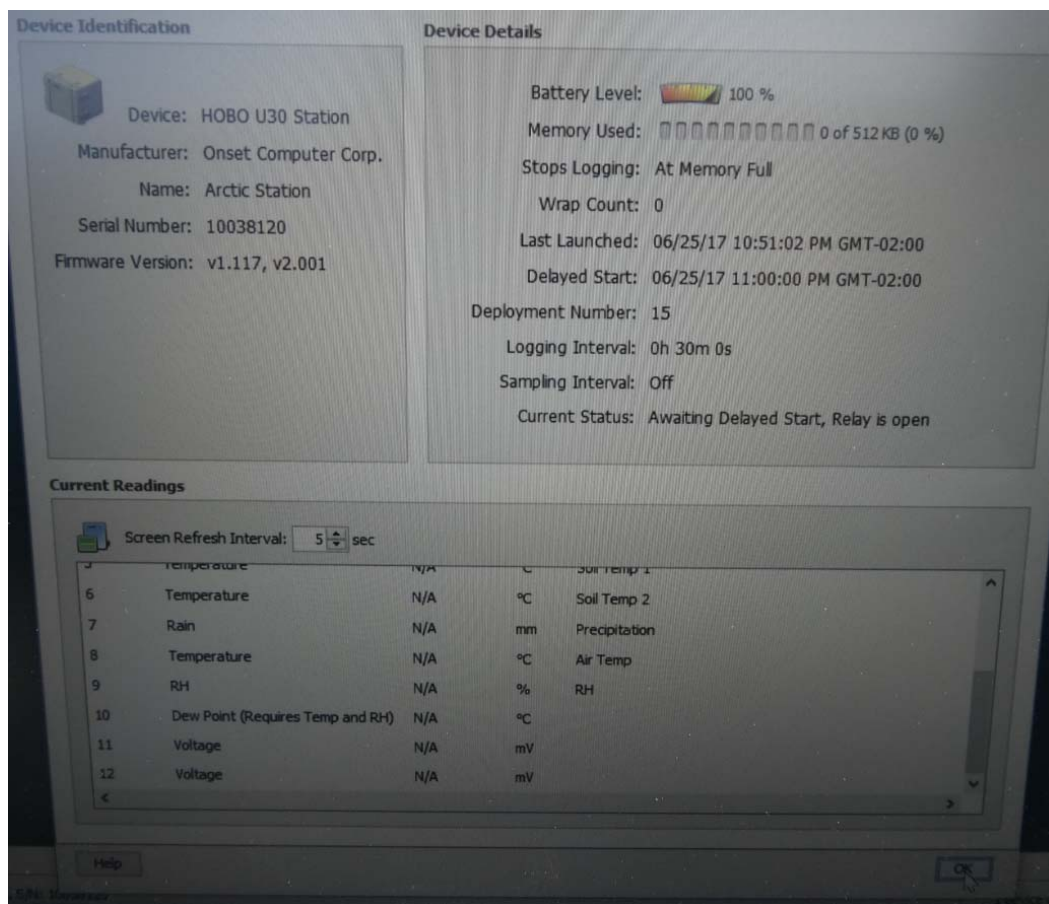 Device Identification
Device: HOBO U30 Station
Manufacturer: Onset Computer Corp.
Name: Arctic Station
Serial Number: 10038120
Firmware Version: v1.117, v2.001
Device Details
Battery Level: 100 %
Memory Used: 0 of 512 KB (0 %)
Stops Logging: At Memory Full
Wrap Count: 0
Last Launched: 06/25/17 10:51:02 PM GMT-02:00
Delayed Start: 06/25/17 11:00:00 PM GMT-02:00
Deployment Number: 15
Logging Interval: 0h 30m 0s
Sampling Interval: Off
Current Status: Awaiting Delayed Start, Relay is open
Current Readings
Screen Refresh Interval: 5 sec
5 Temperature N/A °C Soil Temp 1
6 Temperature N/A °C Soil Temp 2
7 Rain N/A mm Precipitation
8 Temperature N/A °C Air Temp
9 RH N/A % RH
10 Dew Point (Requires Temp and RH) N/A °C
11 Voltage N/A mV
12 Voltage N/A mV
Help
OK